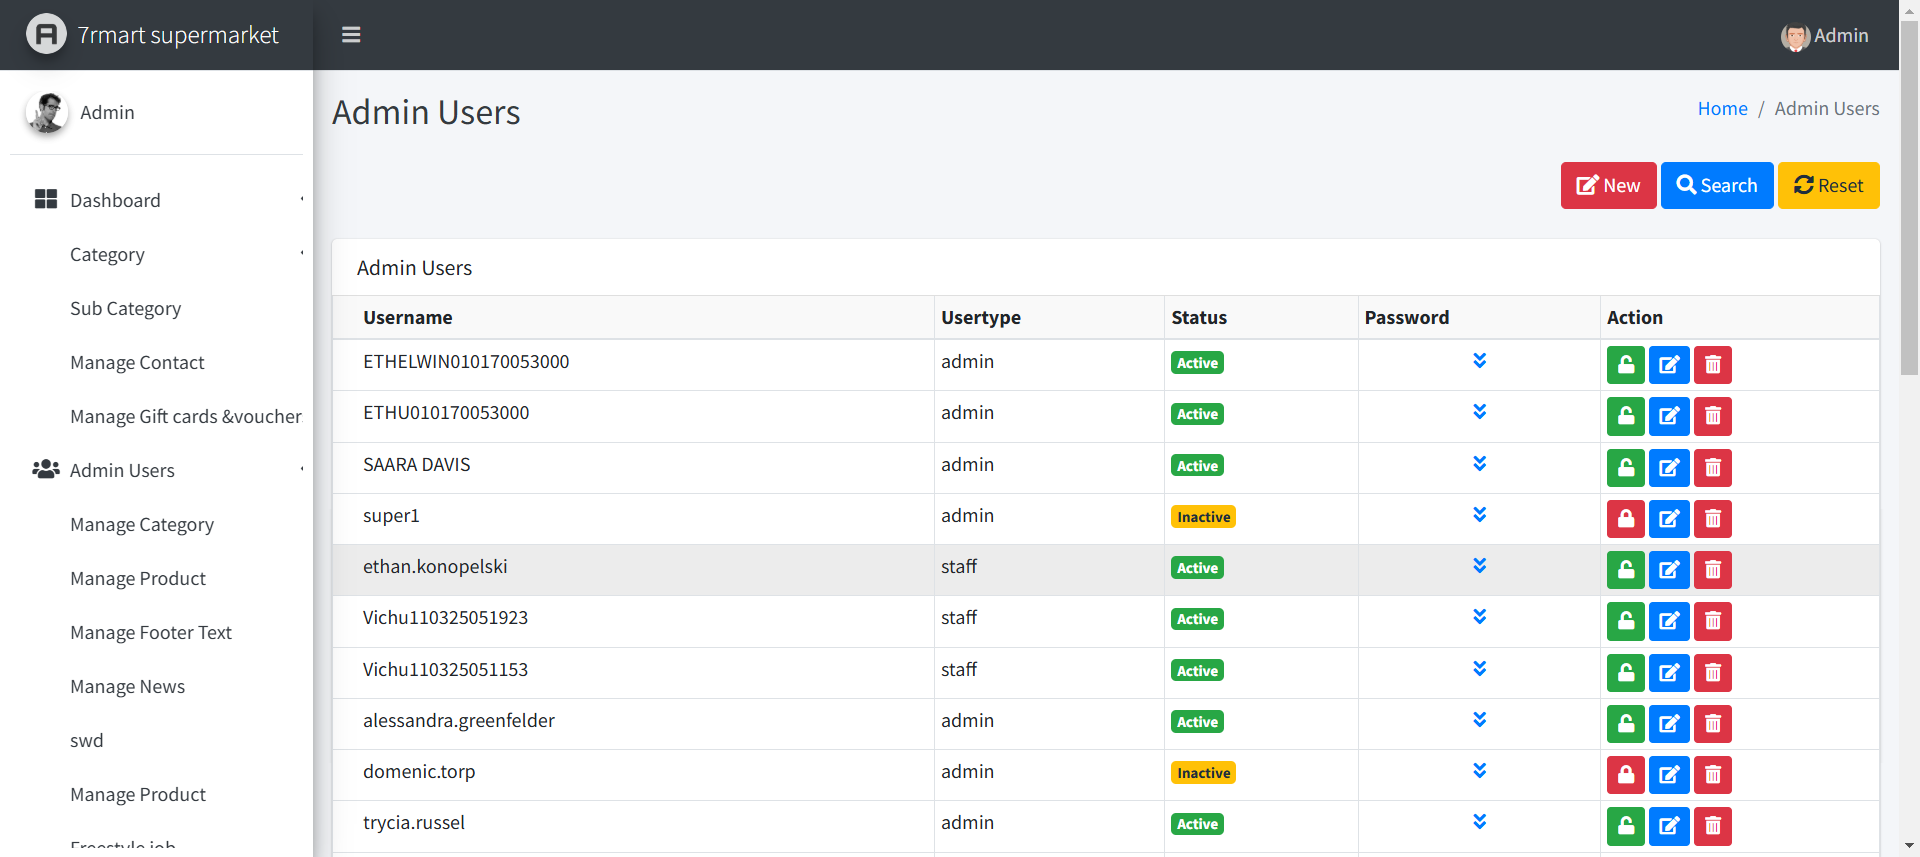 7rmart supermarket
Admin
Admin
Dashboard
Category
Sub Category
Manage Contact
Manage Gift cards &voucher
Admin Users
Manage Category
Manage Product
Manage Footer Text
Manage News
swd
Manage Product
Freestyle job
Admin Users
Home / Admin Users
New Search Reset
Admin Users
Username Usertype Status Password Action
ETHELWIN010170053000 admin Active
ETHU010170053000 admin Active
SAARA DAVIS admin Active
super1 admin Inactive
ethan.konopelski staff Active
Vichu110325051923 staff Active
Vichu110325051153 staff Active
alessandra.greenfelder admin Active
domenic.torp admin Inactive
trycia.russel admin Active